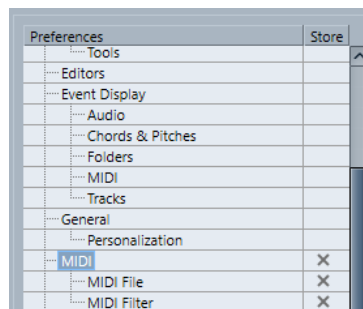 Preferences Store
Tools
Editors
Event Display
Audio
Chords & Pitches
Folders
MIDI
Tracks
General
Personalization
MIDI
MIDI File
MIDI Filter